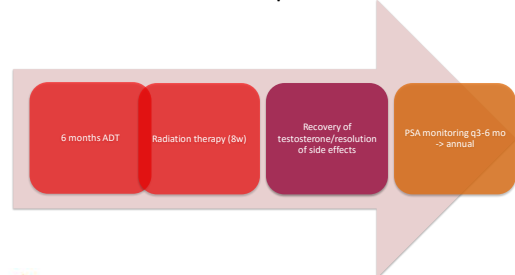 6 months ADT
Radiation therapy (8w)
Recovery of
testosterone/resolution
of side effects
PSA monitoring q3-6 mo
-> annual